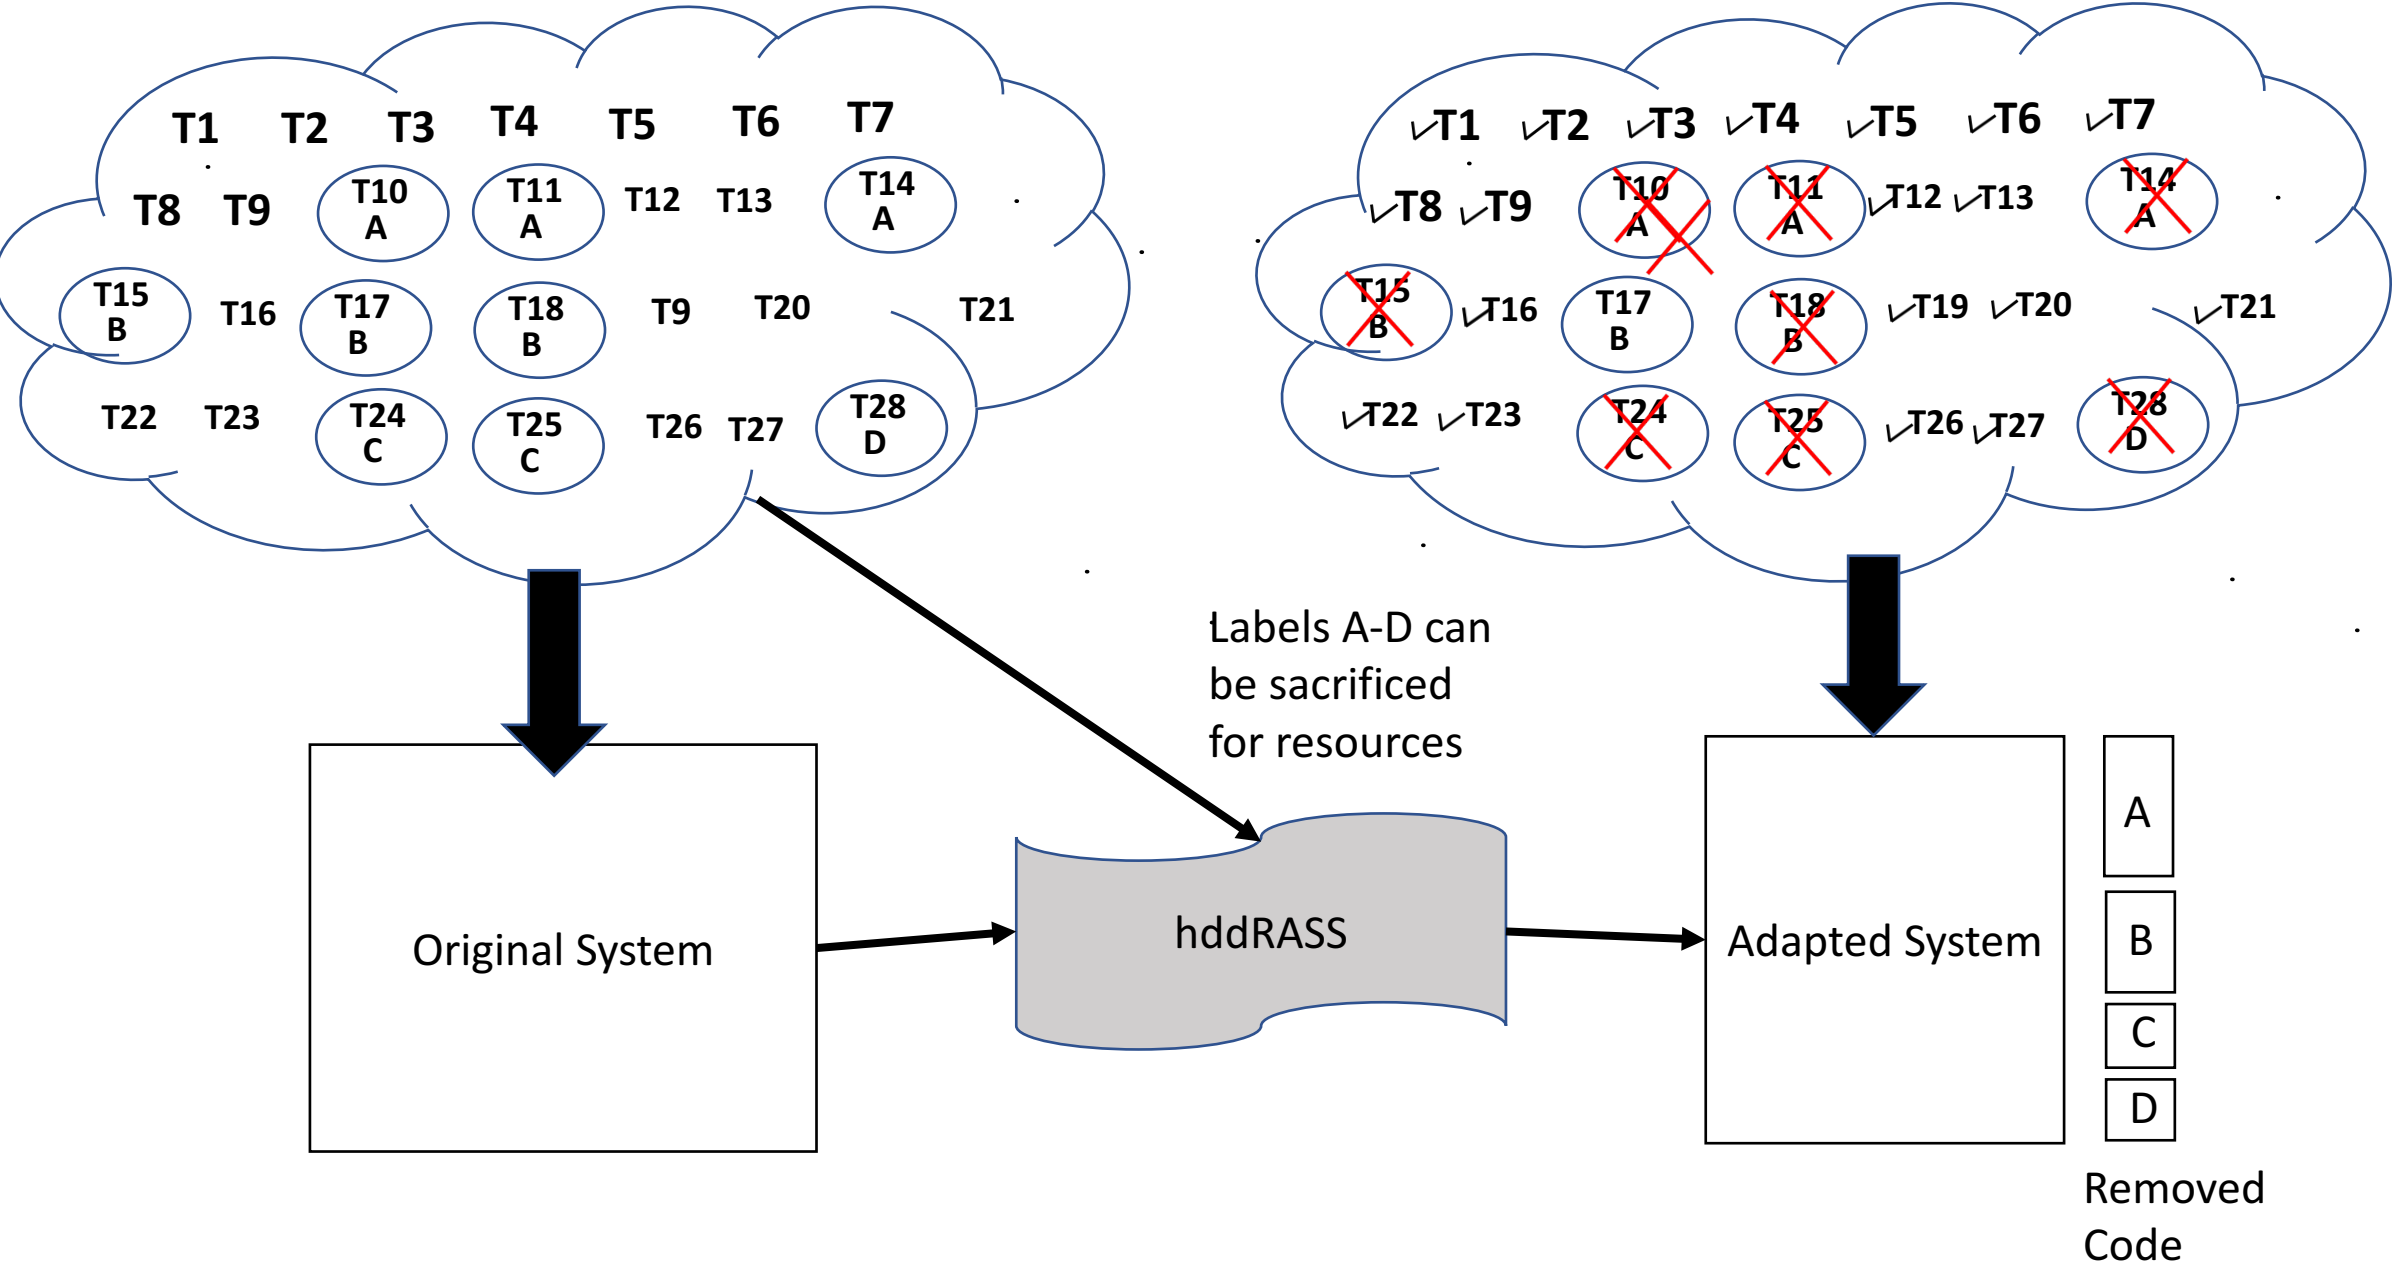 T1 T2 T3 T4 T5 T6 T7
T8 T9 T10 T11 T12 T13 T14
A A A
T15 T16 T17 T18 T9 T20 T21
B B B
T22 T23 T24 T25 T26 T27 T28
C C D
✓T1 ✓T2 ✓T3 ✓T4 ✓T5 ✓T6 ✓T7
✓T8 ✓T9 T10 T11 ✓T12 ✓T13 T14
A A A
T15 ✓T16 T17 T18 ✓T19 ✓T20 ✓T21
B B B
✓T22 ✓T23 T24 T25 ✓T26 ✓T27 T28
C C D
Labels A-D can
be sacrificed
for resources
Original System
hddRASS
Adapted System
A
B
C
D
Removed
Code